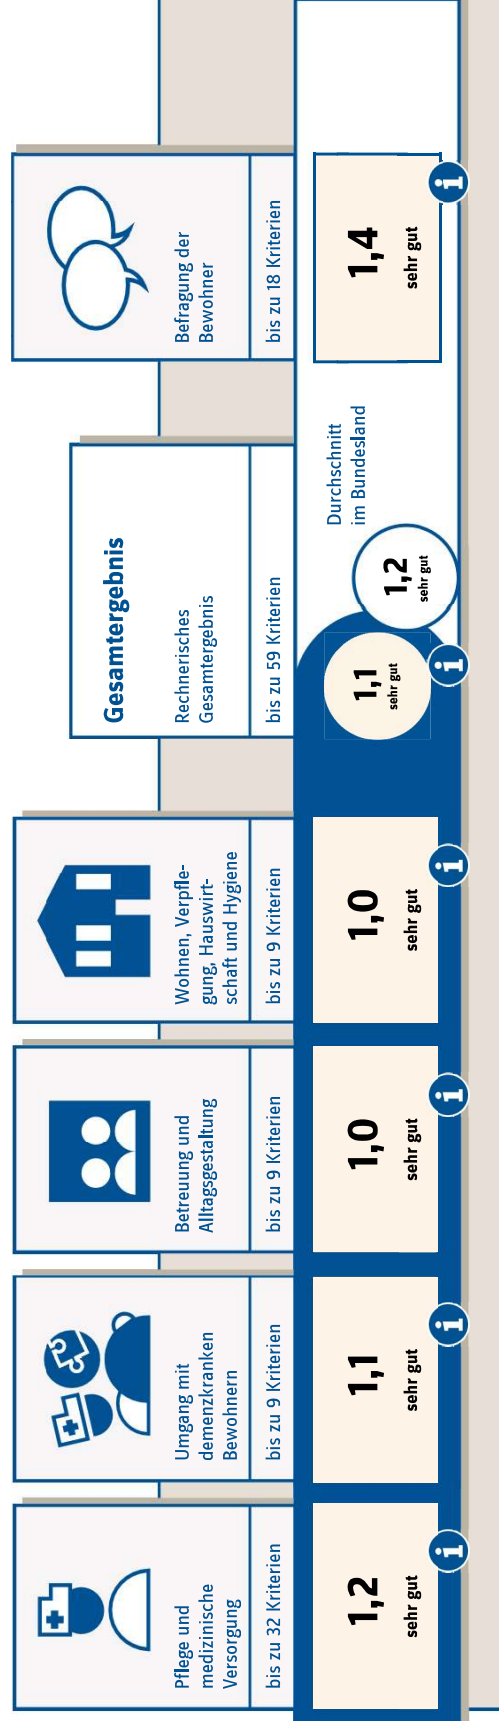 Pflege und
medizinische
Versorgung
bis zu 32 Kriterien
1,2
sehr gut
i
Umgang mit
demenzkranken
Bewohnern
bis zu 9 Kriterien
1,1
sehr gut
i
Betreuung und
Alltagsgestaltung
bis zu 9 Kriterien
1,0
sehr gut
i
Wohnen, Verpfle-
gung, Hauswirt-
schaft und Hygiene
bis zu 9 Kriterien
1,0
sehr gut
i
Gesamtergebnis
Rechnerisches
Gesamtergebnis
bis zu 59 Kriterien
1,1
sehr gut
i
Durchschnitt
im Bundesland
1,2
sehr gut
Befragung der
Bewohner
bis zu 18 Kriterien
1,4
sehr gut
i